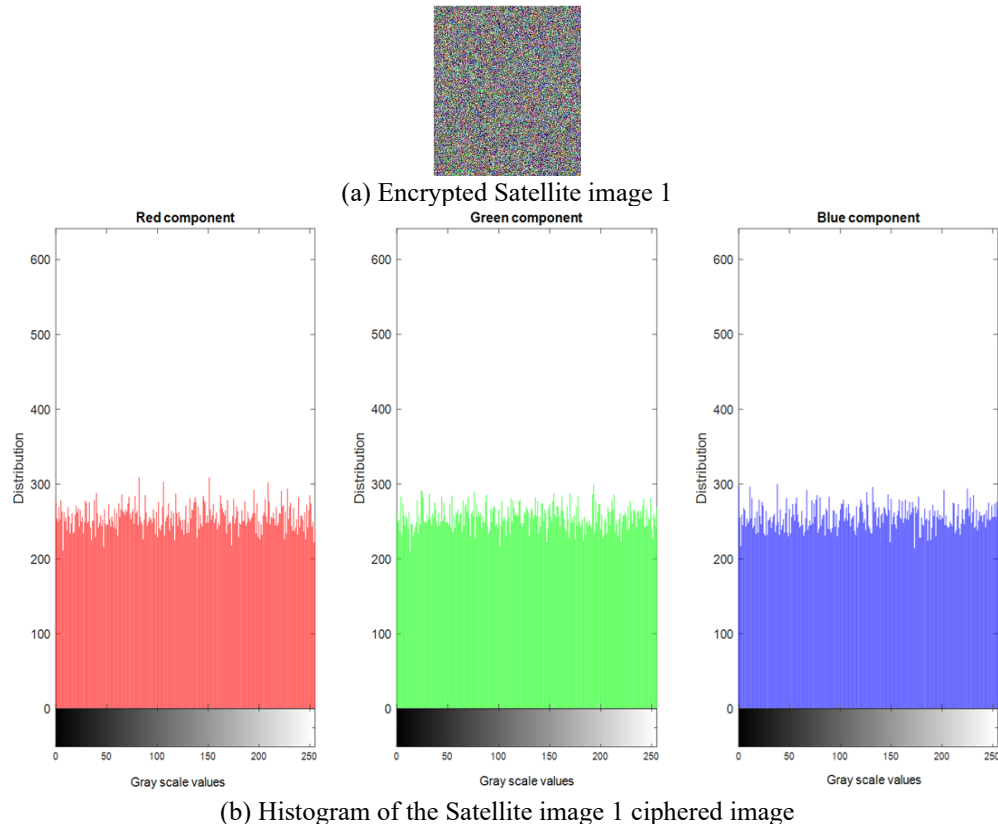 (a) Encrypted Satellite image 1
Red component
Green component
Blue component
600
500
400
300
200
100
0
Distribution
0 50 100 150 200 250
Gray scale values
600
500
400
300
200
100
0
Distribution
0 50 100 150 200 250
Gray scale values
600
500
400
300
200
100
0
Distribution
0 50 100 150 200 250
Gray scale values
(b) Histogram of the Satellite image 1 ciphered image